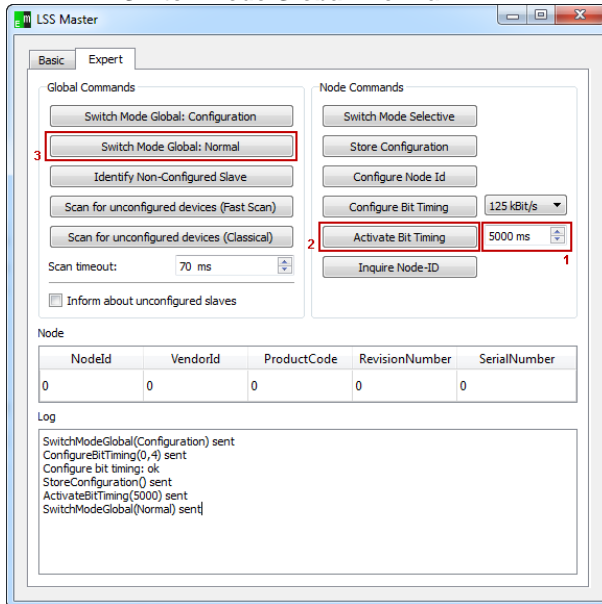 LSS Master
Basic
Expert
Global Commands
Switch Mode Global: Configuration
3
Switch Mode Global: Normal
Identify Non-Configured Slave
Scan for unconfigured devices (Fast Scan)
Scan for unconfigured devices (Classical)
Scan timeout:
70 ms
Inform about unconfigured slaves
Node Commands
Switch Mode Selective
Store Configuration
Configure Node Id
Configure Bit Timing
125 kBit/s
2
Activate Bit Timing
5000 ms
1
Inquire Node-ID
Node
NodeId VendorId ProductCode RevisionNumber SerialNumber
0 0 0 0 0
Log
SwitchModeGlobal(Configuration) sent
ConfigureBitTiming(0,4) sent
Configure bit timing: ok
StoreConfiguration() sent
ActivateBitTiming(5000) sent
SwitchModeGlobal(Normal) sent